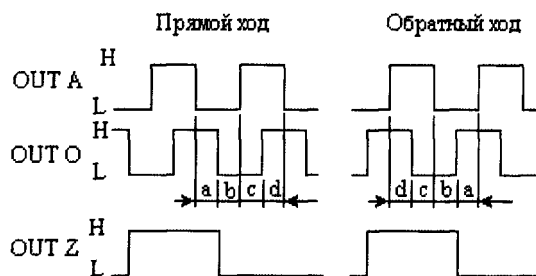 Прямой ход
Обратный ход
H
OUT A
L
H
OUT O
L
a b c d
d c b a
H
OUT Z
L